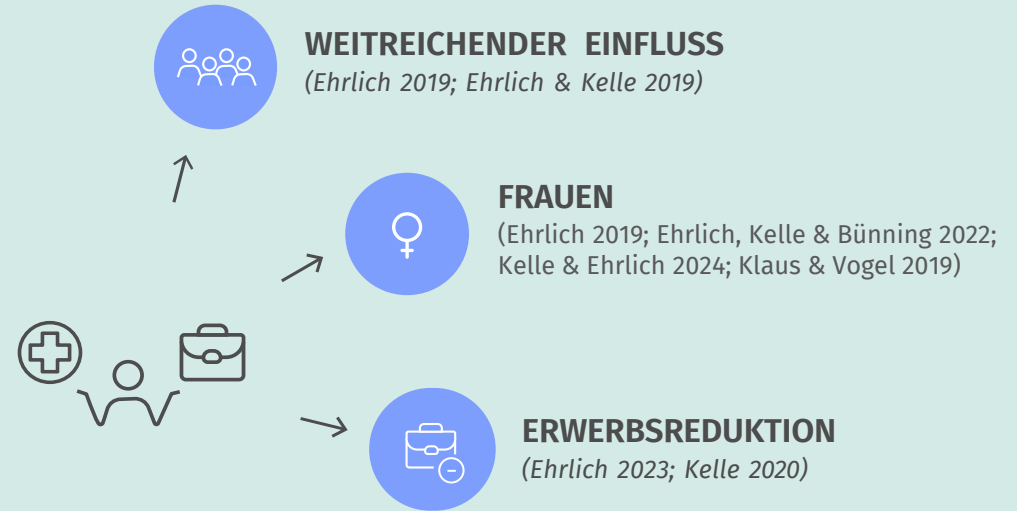 WEITREICHENDER EINFLUSS
(Ehrlich 2019; Ehrlich & Kelle 2019)
FRAUEN
(Ehrlich 2019; Ehrlich, Kelle & Bünning 2022;
Kelle & Ehrlich 2024; Klaus & Vogel 2019)
ERWERBSREDUKTION
(Ehrlich 2023; Kelle 2020)